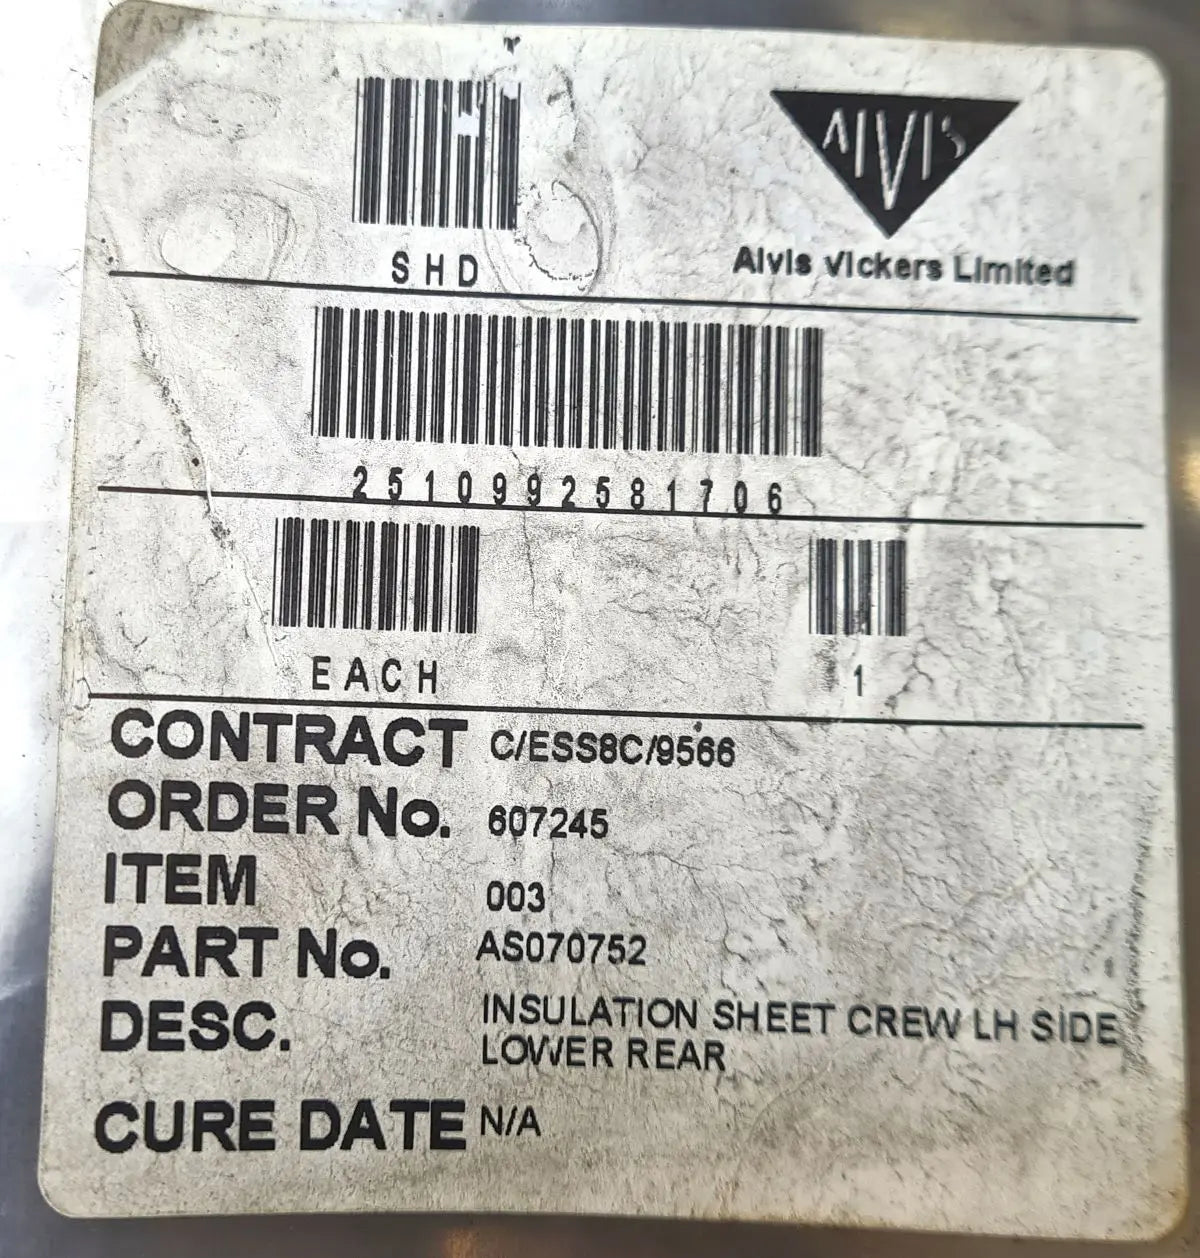 ALVIS
SHD
Alvis Vickers Limited
2510992581706
EACH
1
CONTRACT C/ESS8C/9566
ORDER No. 607245
ITEM 003
PART No. AS070752
DESC. INSULATION SHEET CREW LH SIDE
LOWER REAR
CURE DATE N/A